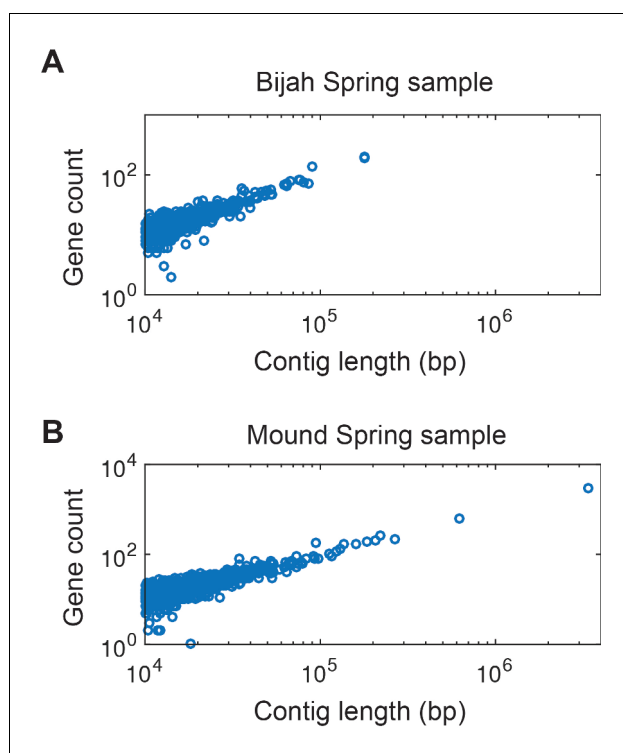 A
Bijah Spring sample
Gene count
10^2
10^0
10^4
10^5
10^6
Contig length (bp)
B
Mound Spring sample
Gene count
10^4
10^2
10^0
10^4
10^5
10^6
Contig length (bp)